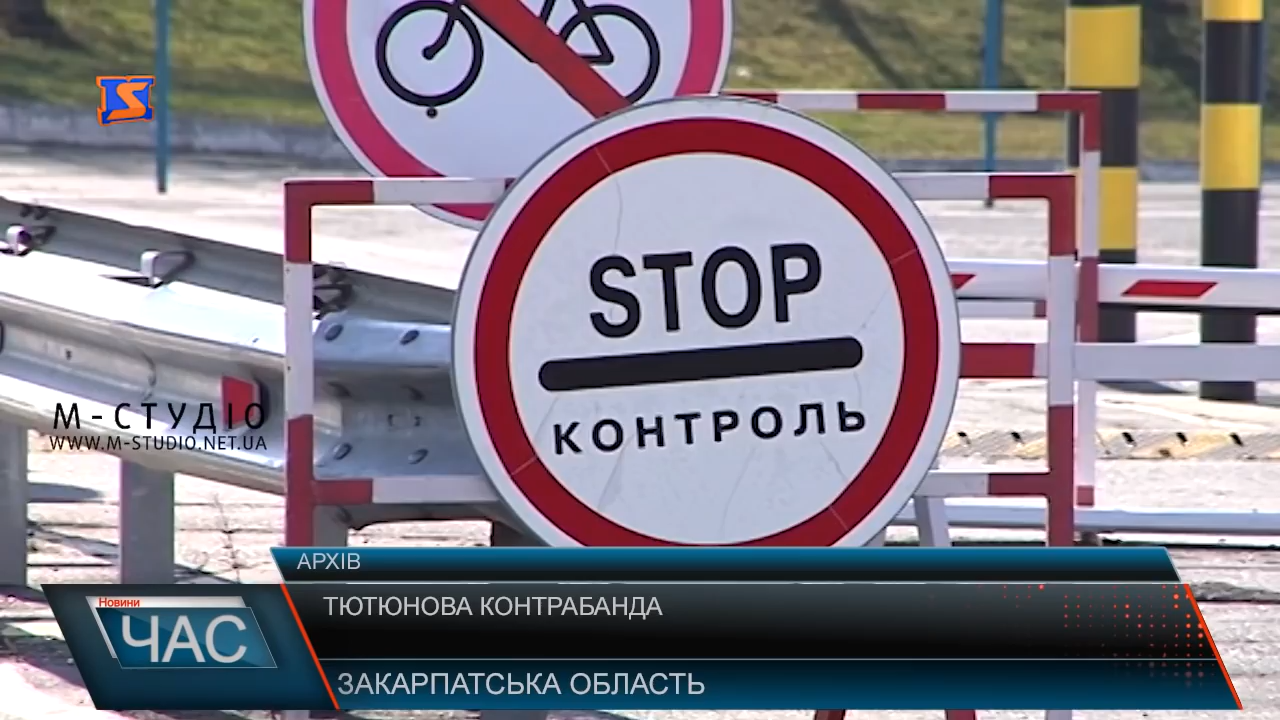 STOP
КОНТРОЛЬ
М-СТУДІО
WWW.M-STUDIO.NET.UA
АРХІВ
Новини
ЧАС
ТЮТЮНОВА КОНТРАБАНДА
ЗАКАРПАТСЬКА ОБЛАСТЬ